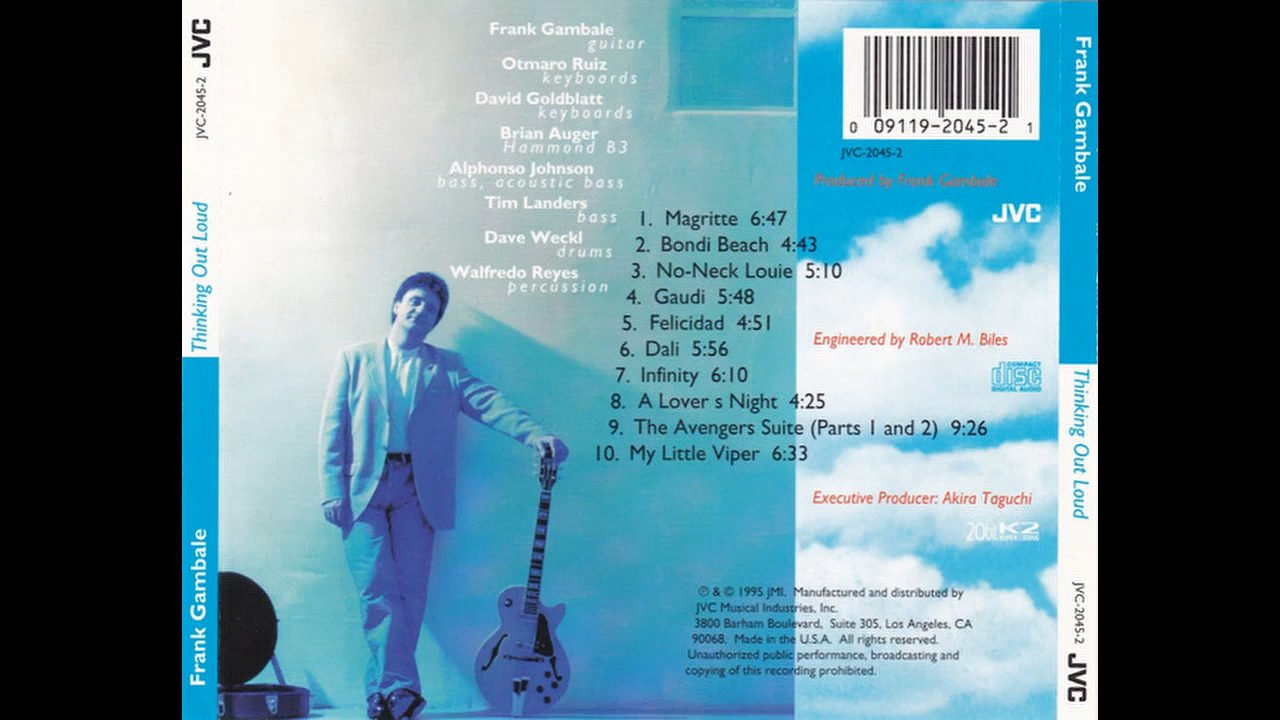 JVC
JVC-2045-2
Thinking Out Loud
Frank Gambale
Frank Gambale
guitar
Otmaro Ruiz
keyboards
David Goldblatt
keyboards
Brian Auger
Hammond B3
Alphonso Johnson
bass, acoustic bass
Tim Landers
bass
Dave Weckl
drums
Walfredo Reyes
percussion
1. Magritte 6:47
2. Bondi Beach 4:43
3. No-Neck Louie 5:10
4. Gaudi 5:48
5. Felicidad 4:51
6. Dali 5:56
7. Infinity 6:10
8. A Lover s Night 4:25
9. The Avengers Suite (Parts 1 and 2) 9:26
10. My Little Viper 6:33
0 09119-2045-2 1
JVC-2045-2
Produced by Frank Gambale
JVC
Engineered by Robert M. Biles
COMPACT
disc
DIGITAL AUDIO
Executive Producer: Akira Taguchi
20bit K2
SUPER CODING
℗ & © 1995 JMI. Manufactured and distributed by
JVC Musical Industries, Inc.
3800 Barham Boulevard, Suite 305, Los Angeles, CA
90068. Made in the U.S.A. All rights reserved.
Unauthorized public performance, broadcasting and
copying of this recording prohibited.
Frank Gambale
Thinking Out Loud
JVC-2045-2
JVC